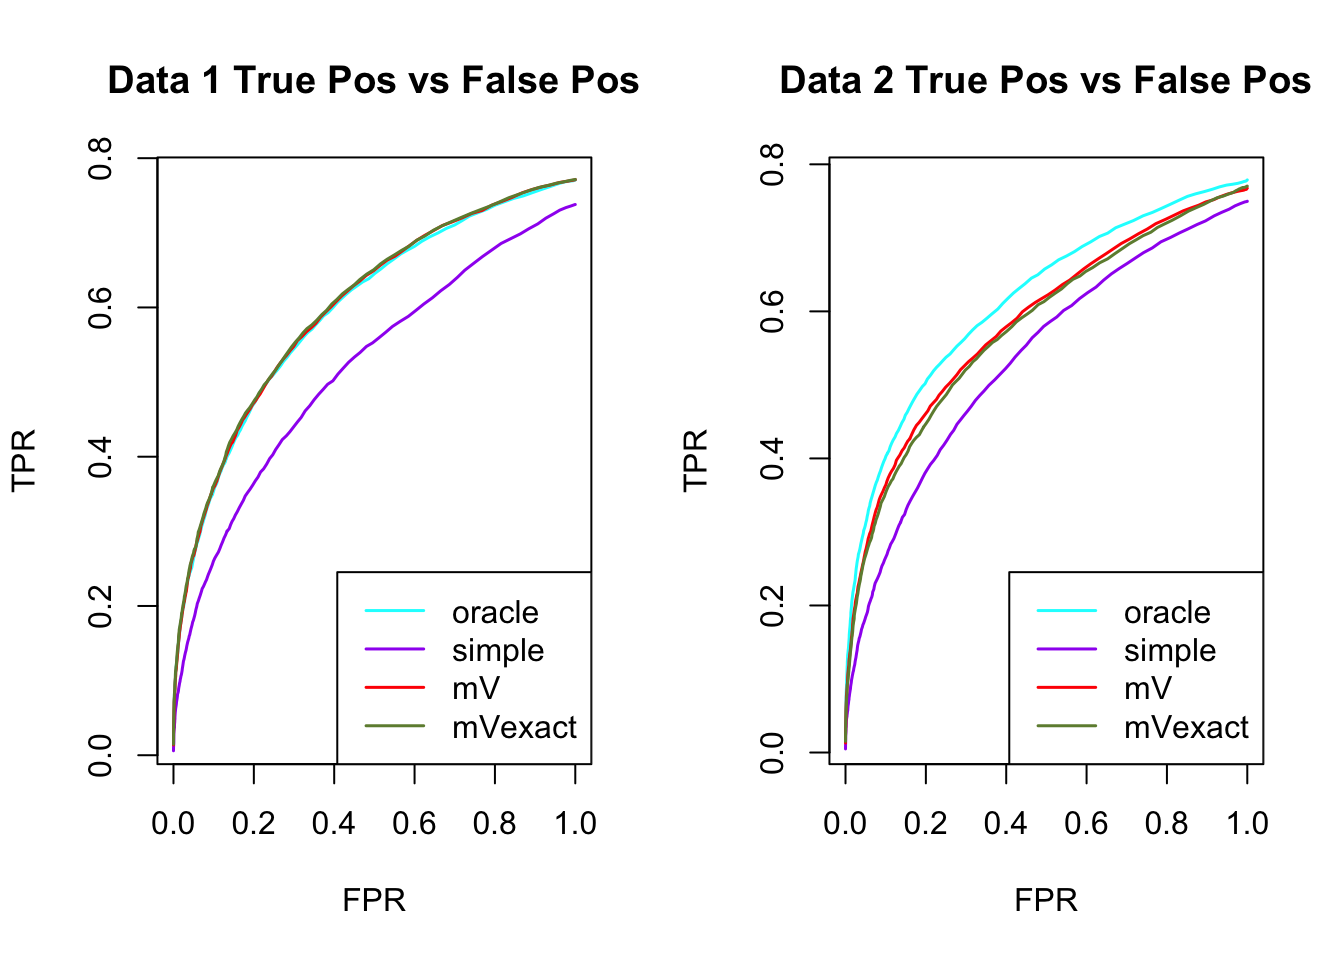 Data 1 True Pos vs False Pos
TPR
0.8
0.6
0.4
0.2
0.0
0.0 0.2 0.4 0.6 0.8 1.0
FPR
oracle
simple
mV
mVexact
Data 2 True Pos vs False Pos
TPR
0.8
0.6
0.4
0.2
0.0
0.0 0.2 0.4 0.6 0.8 1.0
FPR
oracle
simple
mV
mVexact